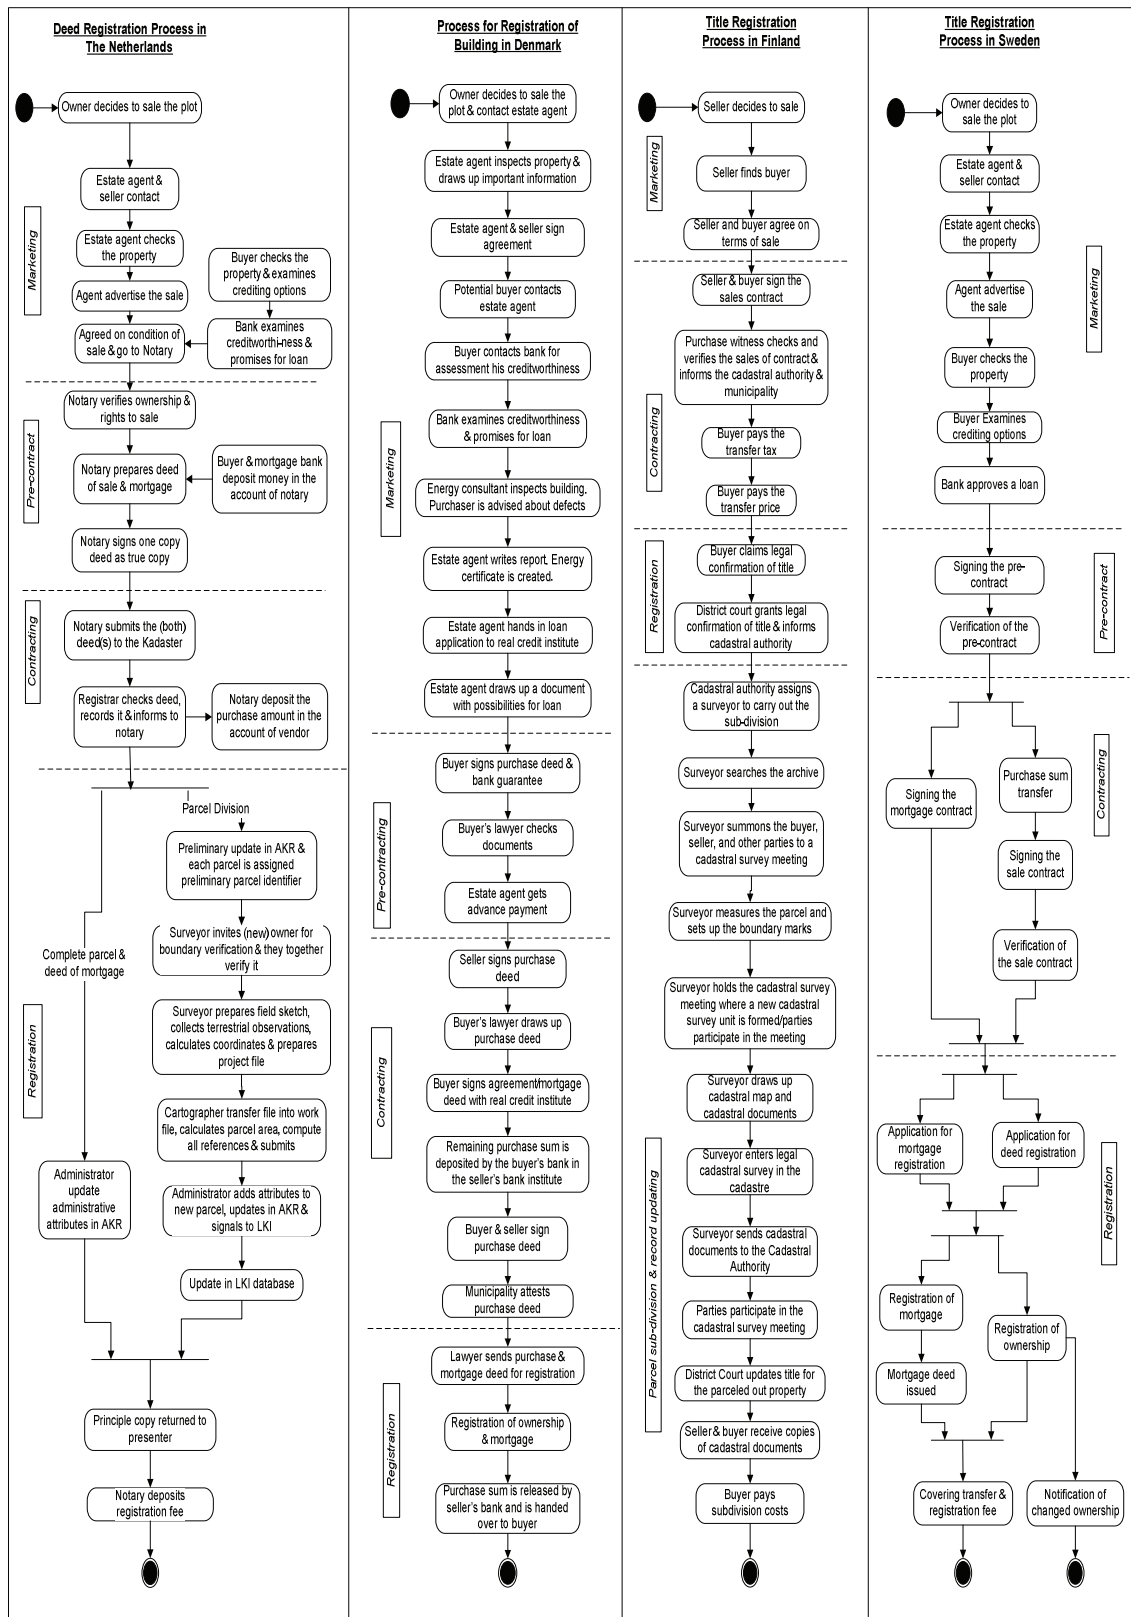 Deed Registration Process in
The Netherlands
Owner decides to sale the plot
Estate agent &
seller contact
Estate agent checks
the property
Buyer checks the
property & examines
crediting options
Agent advertise the sale
Agreed on condition of
sale & go to Notary
Bank examines
creditworthi-ness &
promises for loan
Marketing
Notary verifies ownership &
rights to sale
Notary prepares deed
of sale & mortgage
Buyer & mortgage bank
deposit money in the
account of notary
Notary signs one copy
deed as true copy
Pre-contract
Notary submits the (both)
deed(s) to the Kadaster
Registrar checks deed,
records it & informs to
notary
Notary deposit the
purchase amount in the
account of vendor
Contracting
Parcel Division
Preliminary update in AKR &
each parcel is assigned
preliminary parcel identifier
Surveyor invites (new) owner for
boundary verification & they together
verify it
Complete parcel &
deed of mortgage
Surveyor prepares field sketch,
collects terrestrial observations,
calculates coordinates & prepares
project file
Cartographer transfer file into work
file, calculates parcel area, compute
all references & submits
Administrator
update
administrative
attributes in AKR
Administrator adds attributes to
new parcel, updates in AKR &
signals to LKI
Update in LKI database
Registration
Principle copy returned to
presenter
Notary deposits
registration fee
Process for Registration of
Building in Denmark
Owner decides to sale the
plot & contact estate agent
Estate agent inspects property &
draws up important information
Estate agent & seller sign
agreement
Potential buyer contacts
estate agent
Buyer contacts bank for
assessment his creditworthiness
Bank examines creditworthiness
& promises for loan
Energy consultant inspects building.
Purchaser is advised about defects
Estate agent writes report. Energy
certificate is created.
Estate agent hands in loan
application to real credit institute
Estate agent draws up a document
with possibilities for loan
Marketing
Buyer signs purchase deed &
bank guarantee
Buyer's lawyer checks
documents
Estate agent gets
advance payment
Pre-contracting
Seller signs purchase
deed
Buyer's lawyer draws up
purchase deed
Buyer signs agreement/mortgage
deed with real credit institute
Remaining purchase sum is
deposited by the buyer's bank in
the seller's bank institute
Buyer & seller sign
purchase deed
Municipality attests
purchase deed
Contracting
Lawyer sends purchase &
mortgage deed for registration
Registration of ownership
& mortgage
Purchase sum is released by
seller's bank and is handed
over to buyer
Registration
Title Registration
Process in Finland
Seller decides to sale
Seller finds buyer
Seller and buyer agree on
terms of sale
Marketing
Seller & buyer sign the
sales contract
Purchase witness checks and
verifies the sales of contract &
informs the cadastral authority &
municipality
Buyer pays the
transfer tax
Buyer pays the
transfer price
Contracting
Buyer claims legal
confirmation of title
District court grants legal
confirmation of title & informs
cadastral authority
Registration
Cadastral authority assigns
a surveyor to carry out the
sub-division
Surveyor searches the archive
Surveyor summons the buyer,
seller, and other parties to a
cadastral survey meeting
Surveyor measures the parcel and
sets up the boundary marks
Surveyor holds the cadastral survey
meeting where a new cadastral
survey unit is formed/parties
participate in the meeting
Surveyor draws up
cadastral map and
cadastral documents
Surveyor enters legal
cadastral survey in the
cadastre
Surveyor sends cadastral
documents to the Cadastral
Authority
Parties participate in the
cadastral survey meeting
District Court updates title for
the parceled out property
Seller & buyer receive copies
of cadastral documents
Buyer pays
subdivision costs
Parcel sub-division & record updating
Title Registration
Process in Sweden
Owner decides to
sale the plot
Estate agent &
seller contact
Estate agent checks
the property
Agent advertise
the sale
Buyer checks the
property
Buyer Examines
crediting options
Bank approves a loan
Marketing
Signing the pre-
contract
Verification of the
pre-contract
Pre-contract
Signing the
mortgage contract
Purchase sum
transfer
Signing the
sale contract
Verification of
the sale contract
Contracting
Application for
mortgage
registration
Application for
deed registration
Registration of
mortgage
Registration of
ownership
Mortgage deed
issued
Covering transfer &
registration fee
Notification of
changed ownership
Registration